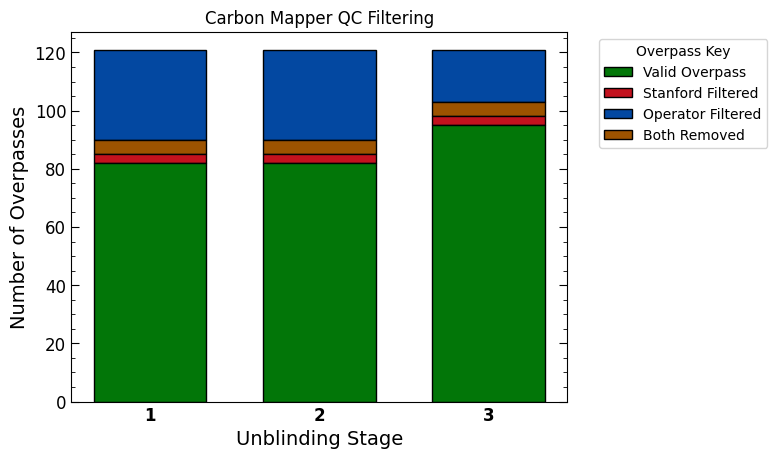 Carbon Mapper QC Filtering
Number of Overpasses
120
100
80
60
40
20
0
1 2 3
Unblinding Stage
Overpass Key
Valid Overpass
Stanford Filtered
Operator Filtered
Both Removed